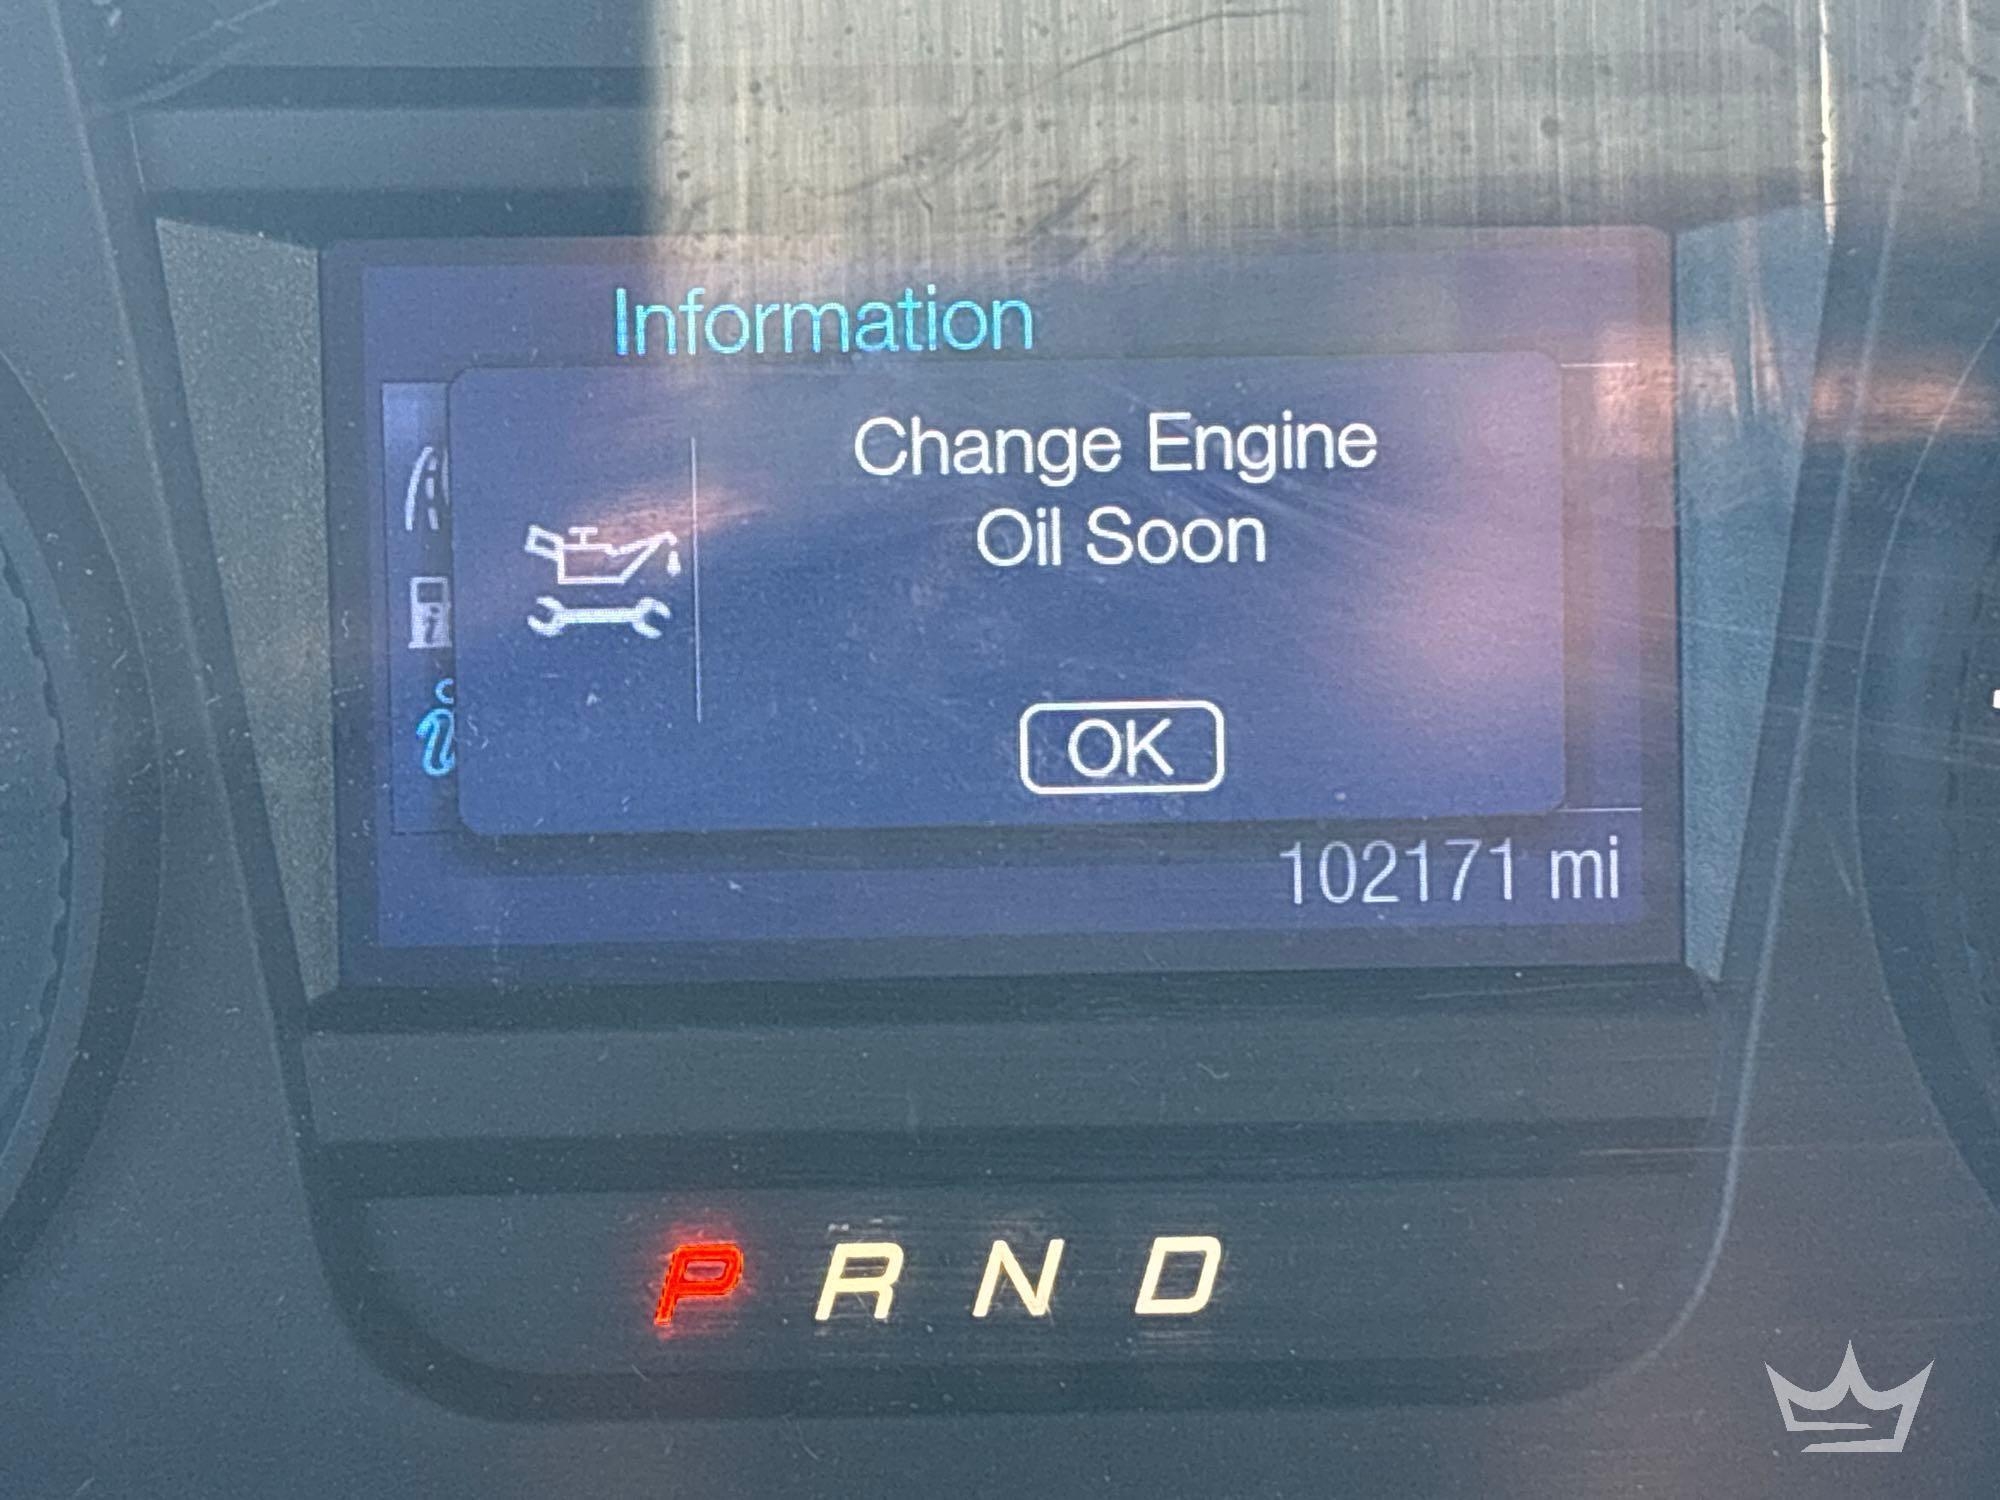 Information
Change Engine
Oil Soon
OK
102171 mi
P R N D